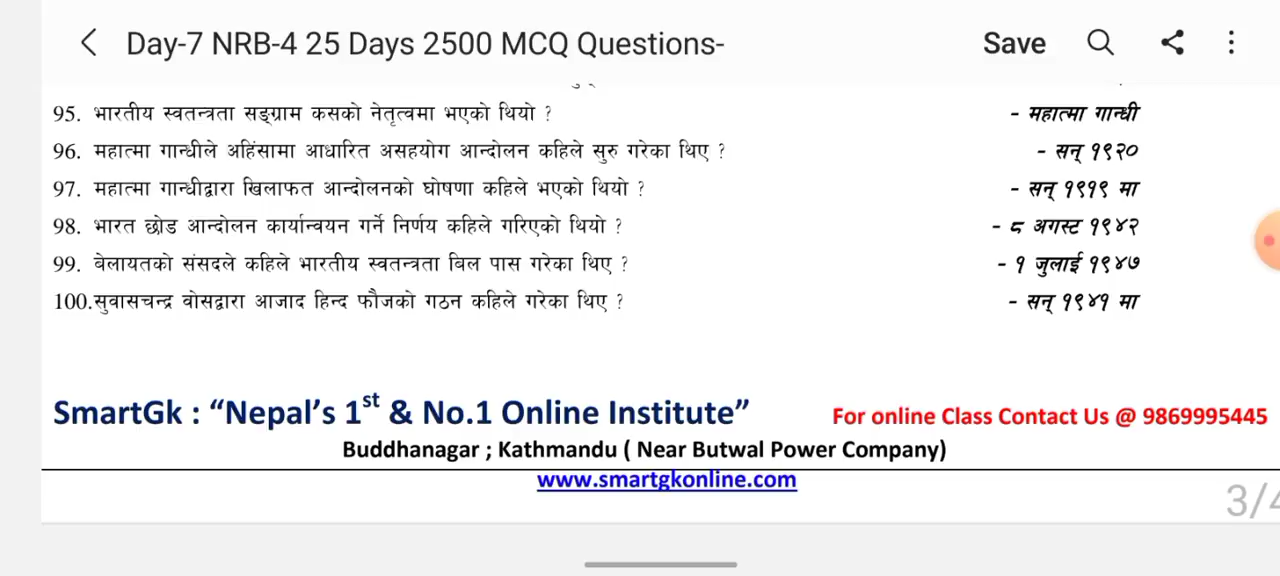 Day-7 NRB-4 25 Days 2500 MCQ Questions- Save
95. भारतीय स्वतन्त्रता सङ्ग्राम कसको नेतृत्वमा भएको थियो ? - महात्मा गान्धी
96. महात्मा गान्धीले अहिंसामा आधारित असहयोग आन्दोलन कहिले सुरु गरेका थिए ? - सन् १९२०
97. महात्मा गान्धीद्वारा खिलाफत आन्दोलनको घोषणा कहिले भएको थियो ? - सन् १९१९ मा
98. भारत छोड आन्दोलन कार्यान्वयन गर्ने निर्णय कहिले गरिएको थियो ? - ८ अगस्ट १९४२
99. बेलायतको संसदले कहिले भारतीय स्वतन्त्रता बिल पास गरेका थिए ? - १ जुलाई १९४७
100.सुवासचन्द्र वोसद्वारा आजाद हिन्द फौजको गठन कहिले गरेका थिए ? - सन् १९४१ मा
SmartGk : “Nepal’s 1st & No.1 Online Institute” For online Class Contact Us @ 9869995445
Buddhanagar ; Kathmandu ( Near Butwal Power Company)
www.smartgkonline.com
3/4